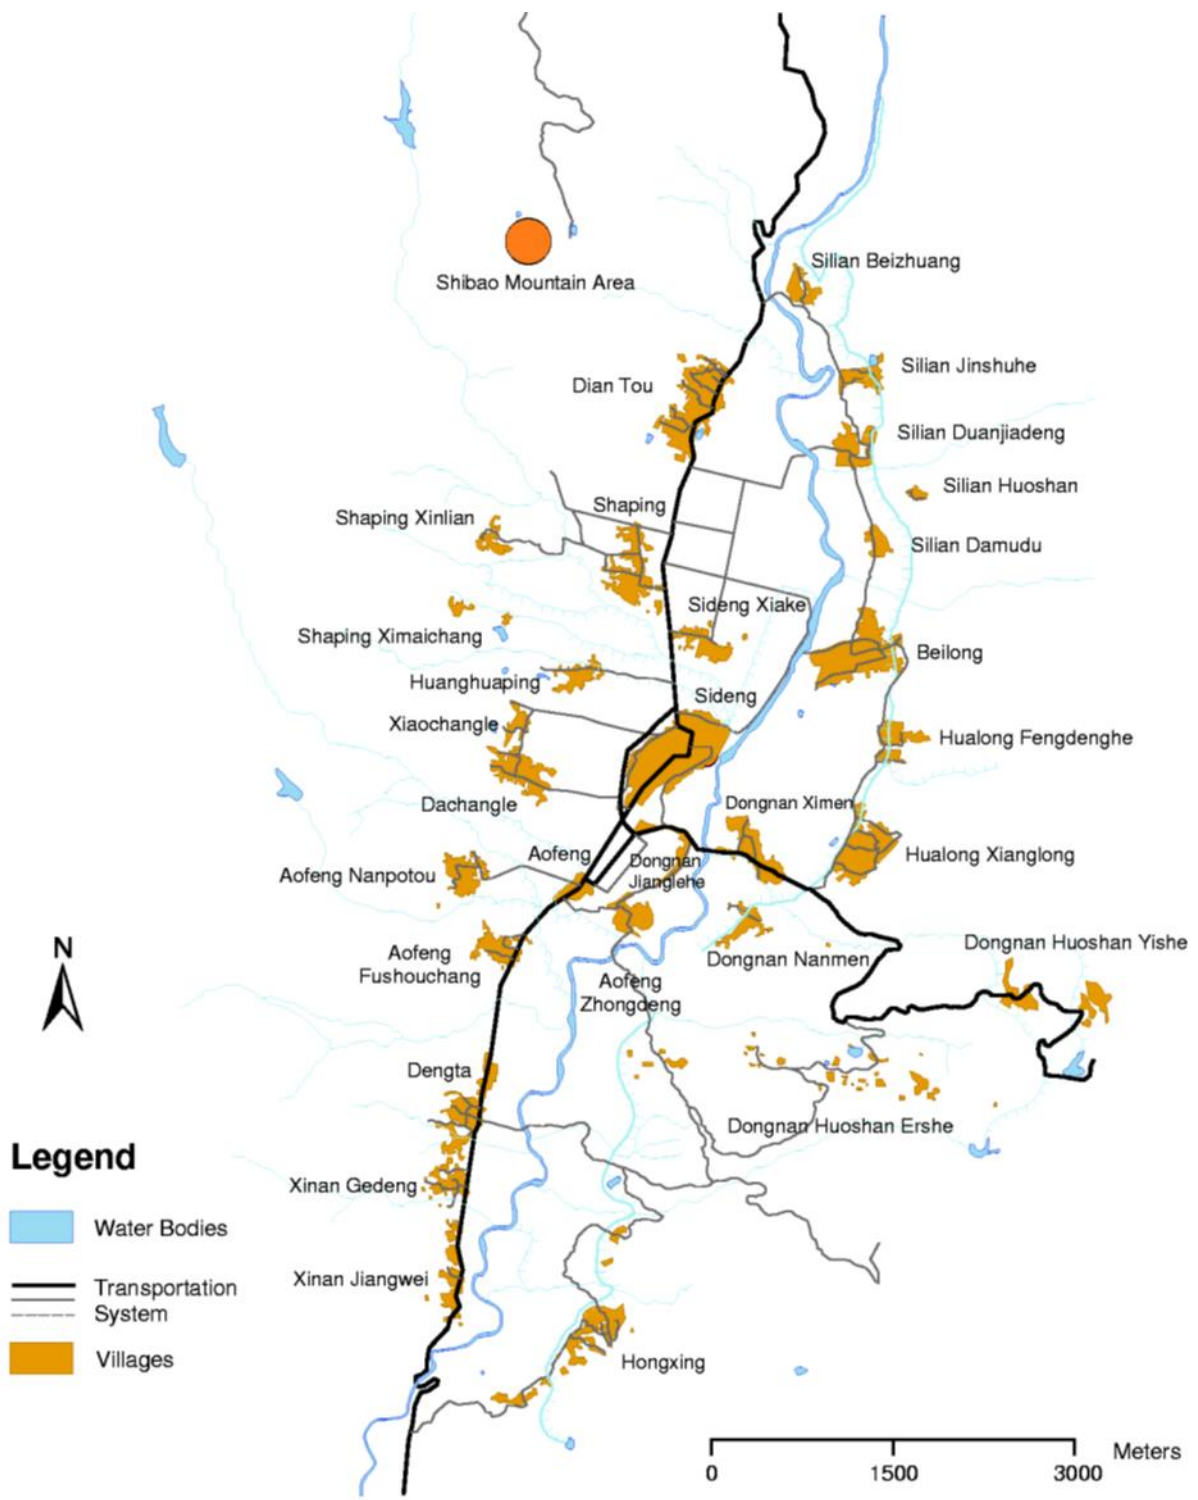 Silian Beizhuang
Shibao Mountain Area
Silian Jinshuhe
Dian Tou
Silian Duanjiadeng
Silian Huoshan
Shaping
Shaping Xinlian
Silian Damudu
Sideng Xiake
Shaping Ximaichang
Beilong
Huanghuaping
Sideng
Xiaochangle
Hualong Fengdenghe
Dachangle
Dongnan Ximen
Aofeng
Hualong Xianglong
Dongnan
Jianglehe
Aofeng Nanpotou
N
Dongnan Huoshan Yishe
Aofeng
Fushouchang
Dongnan Nanmen
Aofeng
Zhongdeng
Dengta
Dongnan Huoshan Ershe
Legend
Xinan Gedeng
Water Bodies
Xinan Jiangwei
Transportation
System
Villages
Hongxing
Meters
0 1500 3000